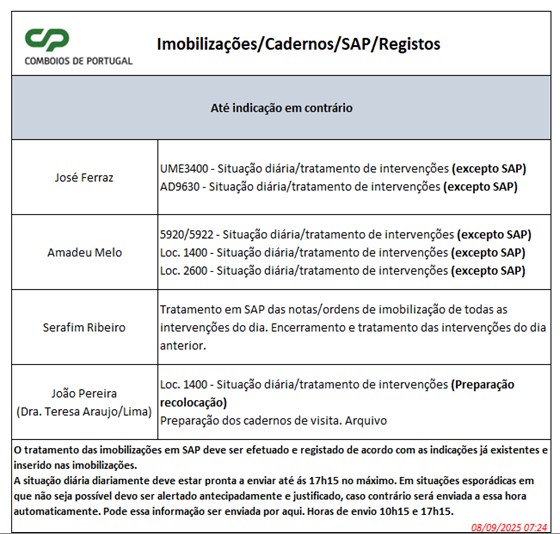 CP
COMBOIOS DE PORTUGAL
Imobilizações/Cadernos/SAP/Registos
Até indicação em contrário
José Ferraz
UME3400 - Situação diária/tratamento de intervenções (excepto SAP)
AD9630 - Situação diária/tratamento de intervenções (excepto SAP)
Amadeu Melo
5920/5922 - Situação diária/tratamento de intervenções (excepto SAP)
Loc. 1400 - Situação diária/tratamento de intervenções (excepto SAP)
Loc. 2600 - Situação diária/tratamento de intervenções (excepto SAP)
Serafim Ribeiro
Tratamento em SAP das notas/ordens de imobilização de todas as
intervenções do dia. Encerramento e tratamento das intervenções do dia
anterior.
João Pereira
(Dra. Teresa Araujo/Lima)
Loc. 1400 - Situação diária/tratamento de intervenções (Preparação
recolocação)
Preparação dos cadernos de visita. Arquivo
O tratamento das imobilizações em SAP deve ser efetuado e registado de acordo com as indicações já existentes e
inserido nas imobilizações.
A situação diária diariamente deve estar pronta a enviar até ás 17h15 no máximo. Em situações esporádicas em
que não seja possível devo ser alertado antecipadamente e justificado, caso contrário será enviada a essa hora
automaticamente. Pode essa informação ser enviada por aqui. Horas de envio 10h15 e 17h15.
08/09/2025 07:24